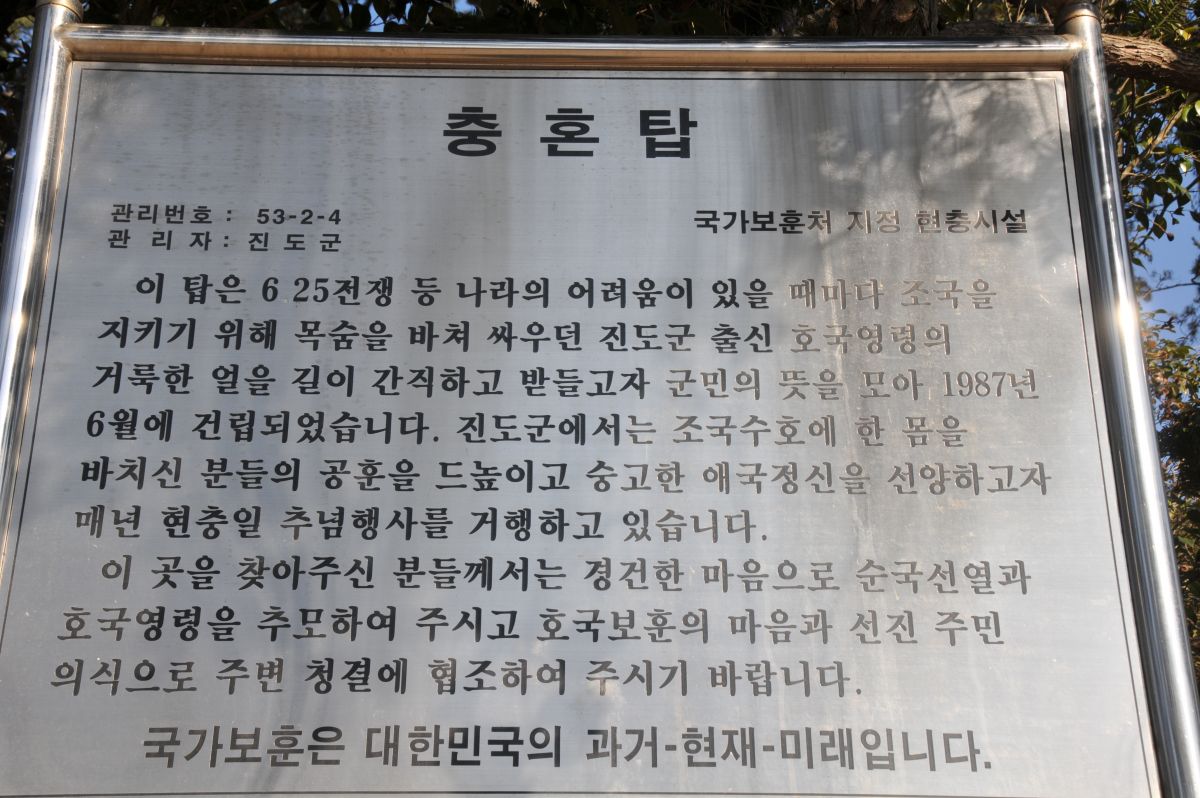 충혼탑
관리번호 : 53-2-4
국가보훈처 지정 현충시설
관 리 자 : 진도군
이 탑은 6 25전쟁 등 나라의 어려움이 있을 때마다 조국을
지키기 위해 목숨을 바쳐 싸우던 진도군 출신 호국영령의
거룩한 얼을 길이 간직하고 받들고자 군민의 뜻을 모아 1987년
6월에 건립되었습니다. 진도군에서는 조국수호에 한 몸을
바치신 분들의 공훈을 드높이고 숭고한 애국정신을 선양하고자
매년 현충일 추념행사를 거행하고 있습니다.
이 곳을 찾아주신 분들께서는 경건한 마음으로 순국선열과
호국영령을 추모하여 주시고 호국보훈의 마음과 선진 주민
의식으로 주변 청결에 협조하여 주시기 바랍니다.
국가보훈은 대한민국의 과거-현재-미래입니다.